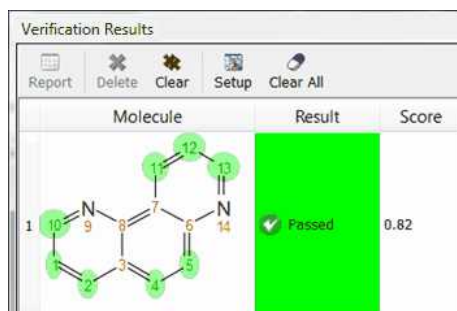 Verification Results
Report Delete Clear Setup Clear All
Molecule Result Score
12
11 13
10 N 7 N
9 8 6 14
1 Passed 0.82
1 3 5
2 4